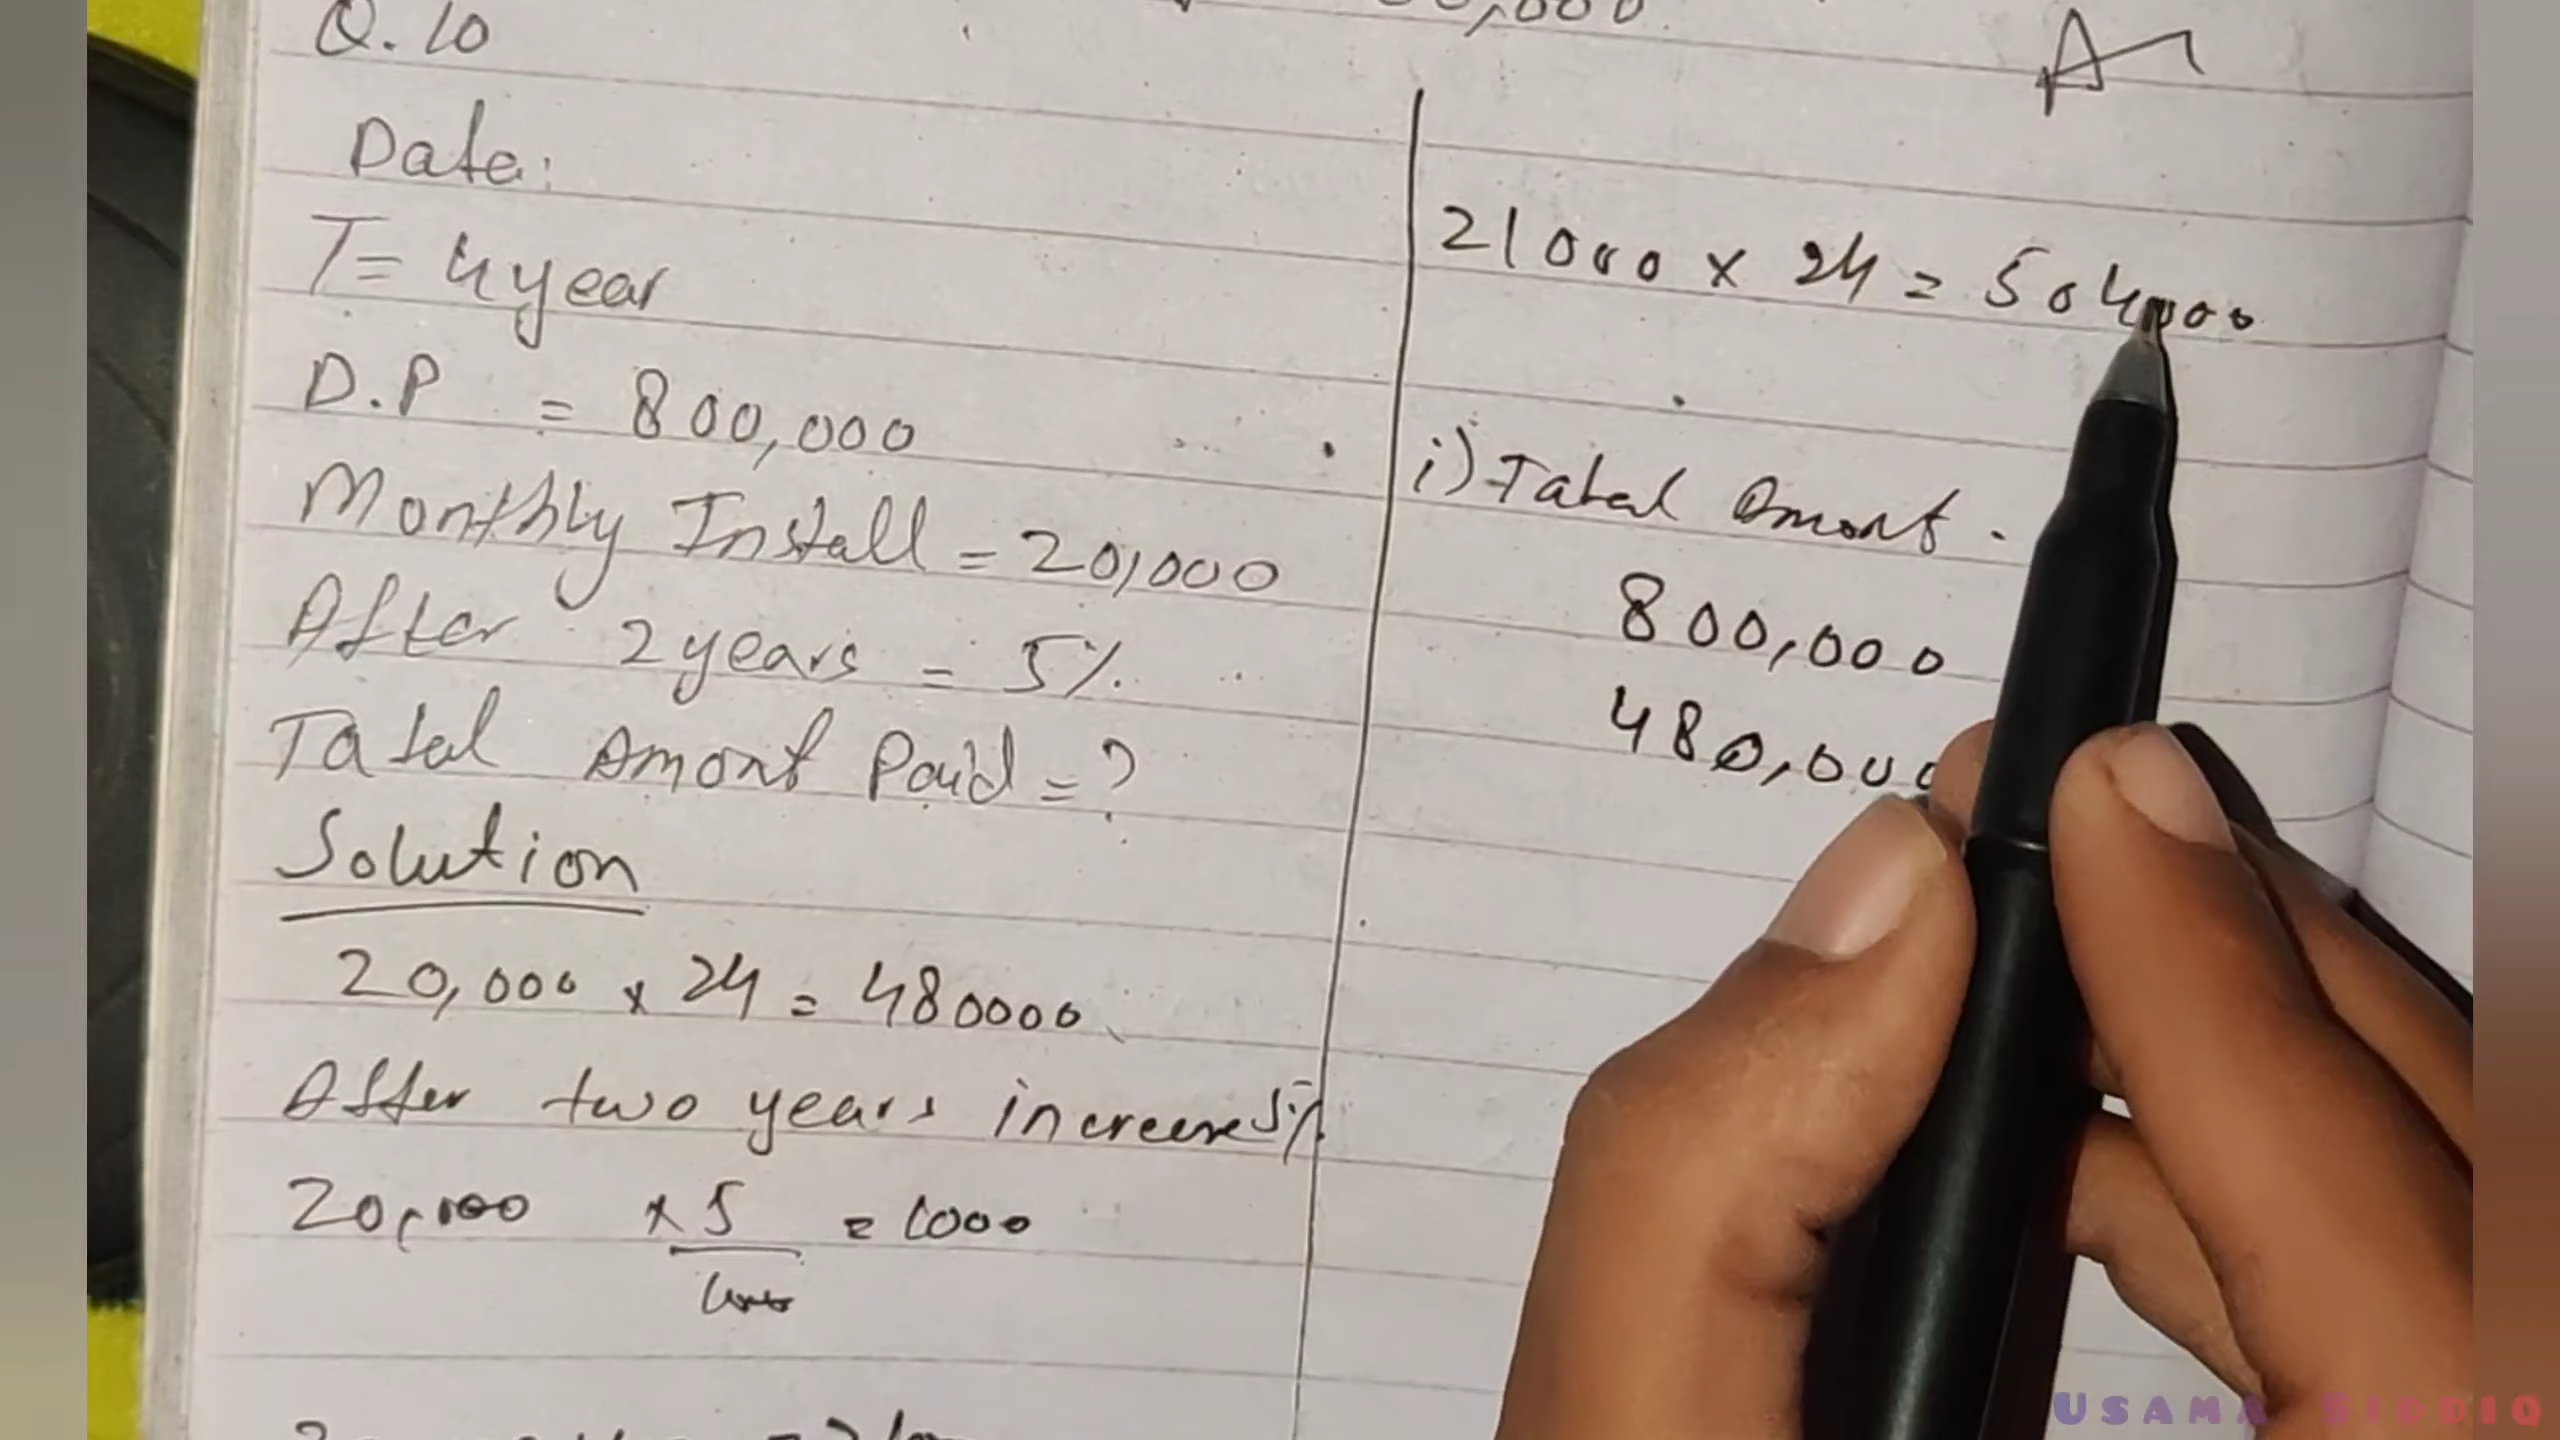 Q.10
Date:
T= 4 year
D.P = 800,000
Monthly Install = 20,000
After 2 years = 5%.
Tatal Amont Paid = ?
Solution
20,000 x 24 = 480000
After two years 5%
20,000 x 5 = 1000
21000 x 24 = 504000
i) Tatal Amont.
800,000
480,000
USAMA SIDDIQ